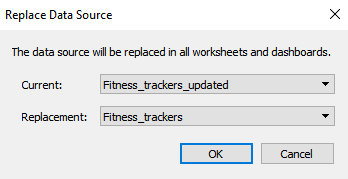 Replace Data Source
The data source will be replaced in all worksheets and dashboards.
Current: Fitness_trackers_updated
Replacement: Fitness_trackers
OK Cancel